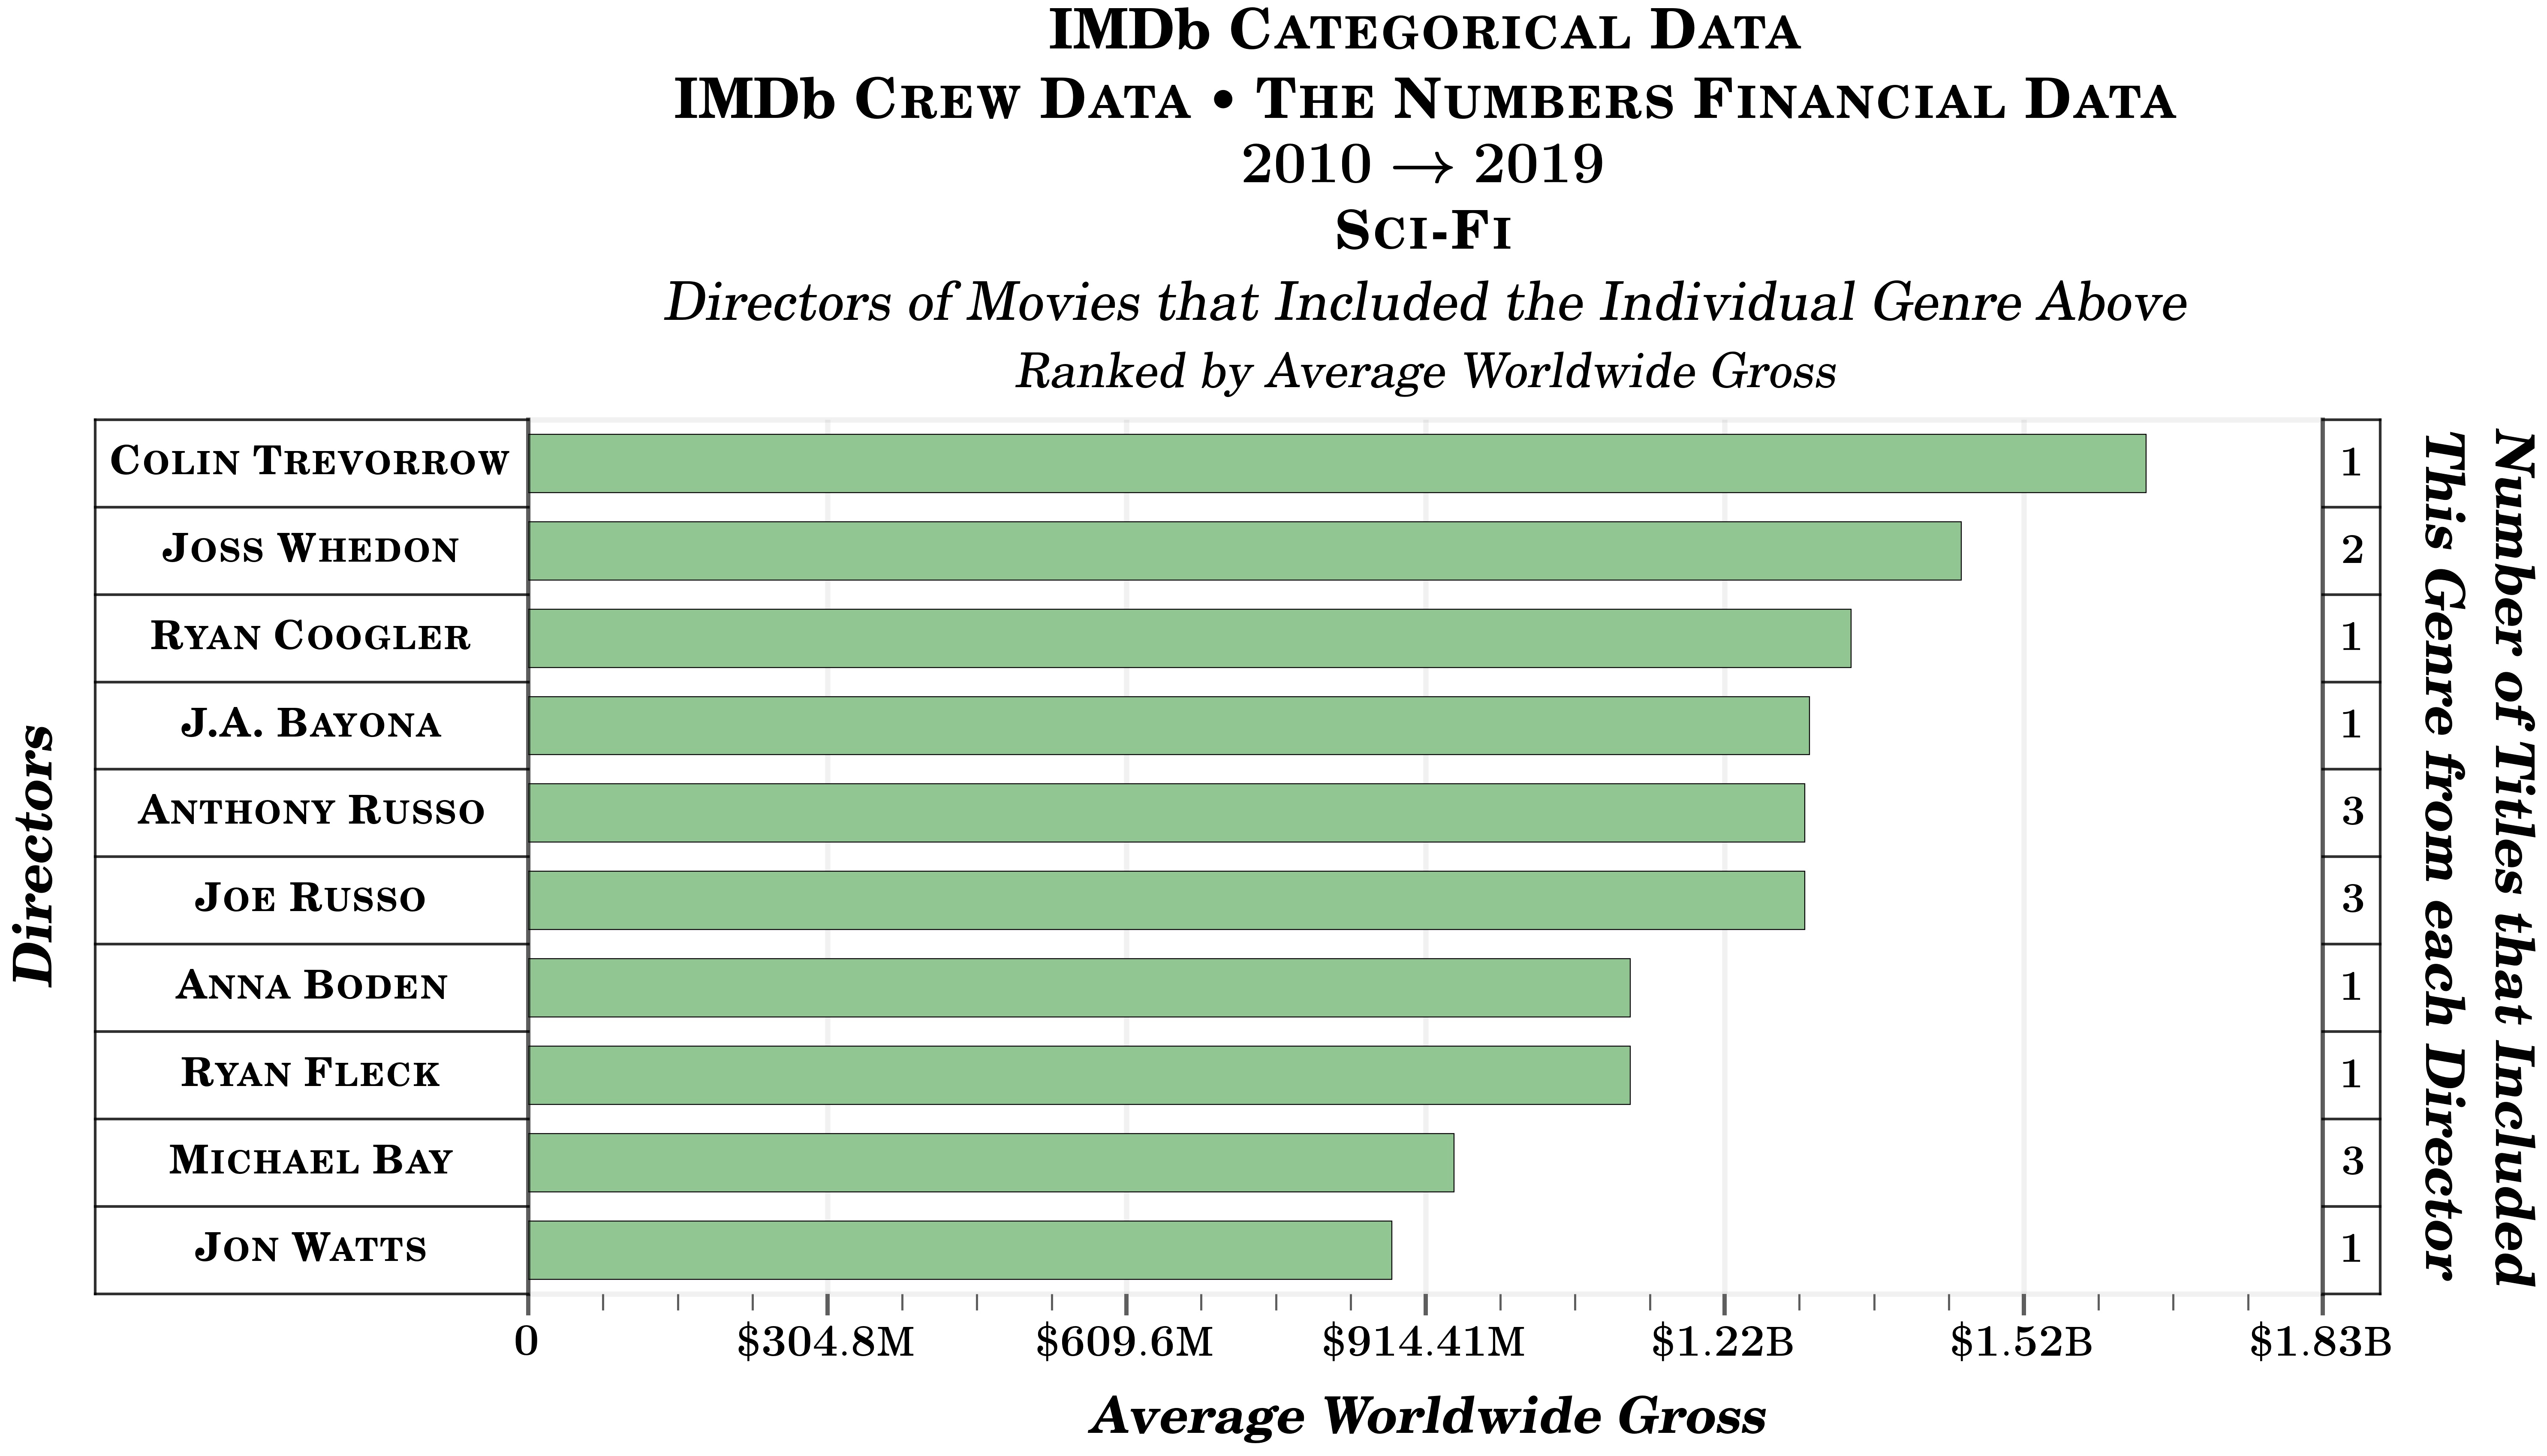 IMDb Categorical Data
IMDb Crew Data • The Numbers Financial Data
2010 → 2019
Sci-Fi
Directors of Movies that Included the Individual Genre Above
Ranked by Average Worldwide Gross
Directors
Colin Trevorrow 1
Joss Whedon 2
Ryan Coogler 1
J.A. Bayona 1
Anthony Russo 3
Joe Russo 3
Anna Boden 1
Ryan Fleck 1
Michael Bay 3
Jon Watts 1
Number of Titles that Included
This Genre from each Director
0 $304.8M $609.6M $914.41M $1.22B $1.52B $1.83B
Average Worldwide Gross